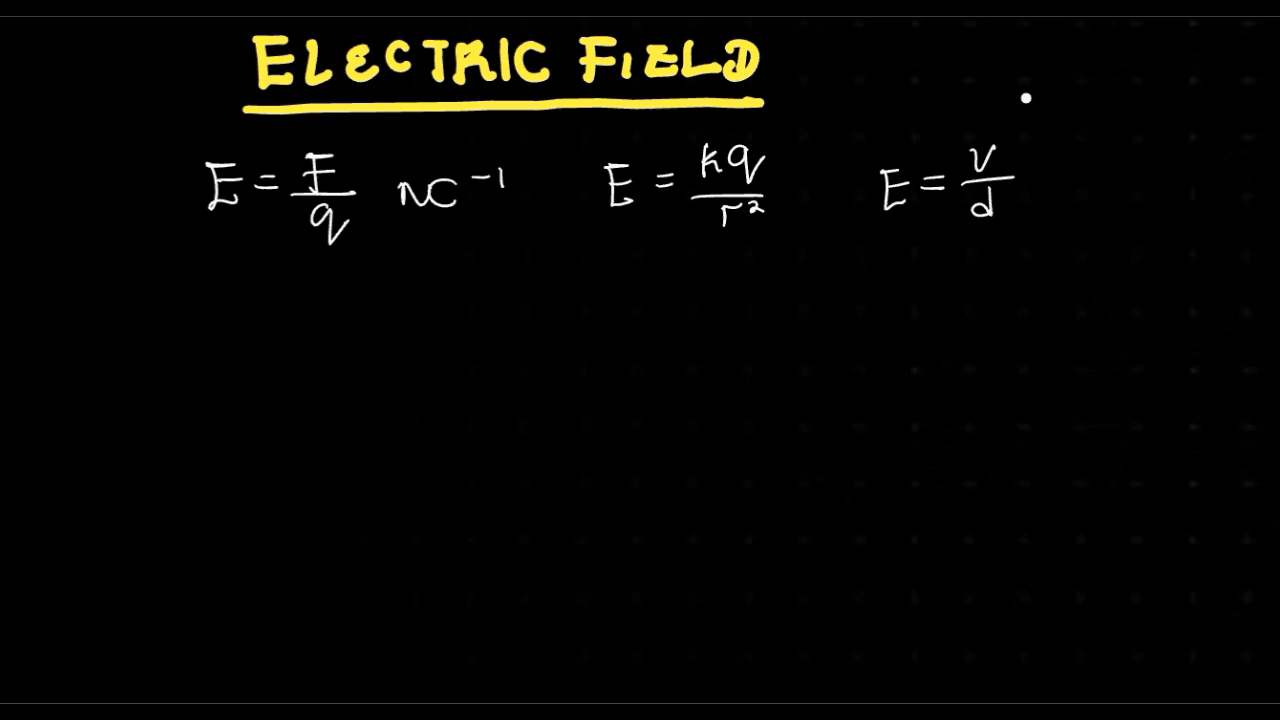 ELECTRIC FIELD
E = F/q NC⁻¹ E = kq/r² E = V/d